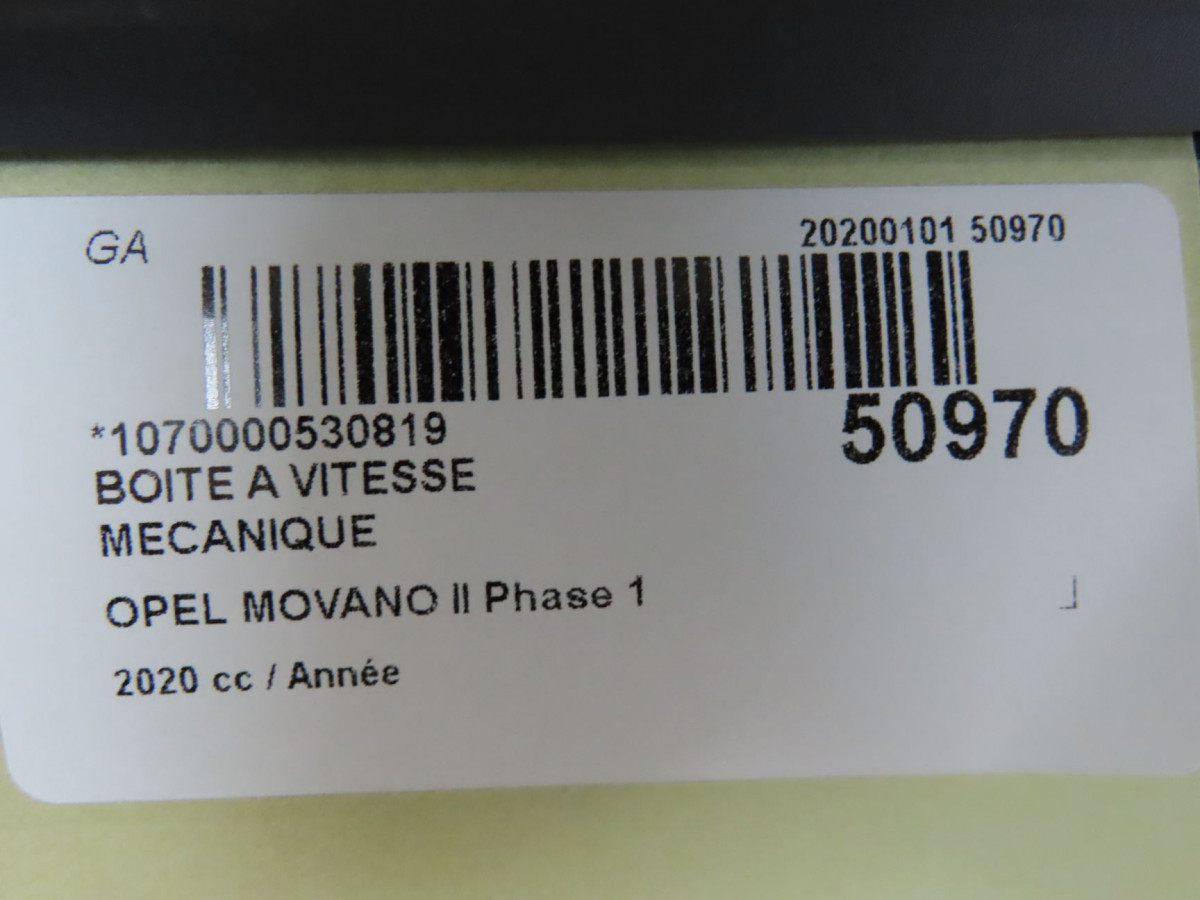 GA
20200101 50970
*1070000530819
50970
BOITE A VITESSE
MECANIQUE
OPEL MOVANO II Phase 1
2020 cc / Année